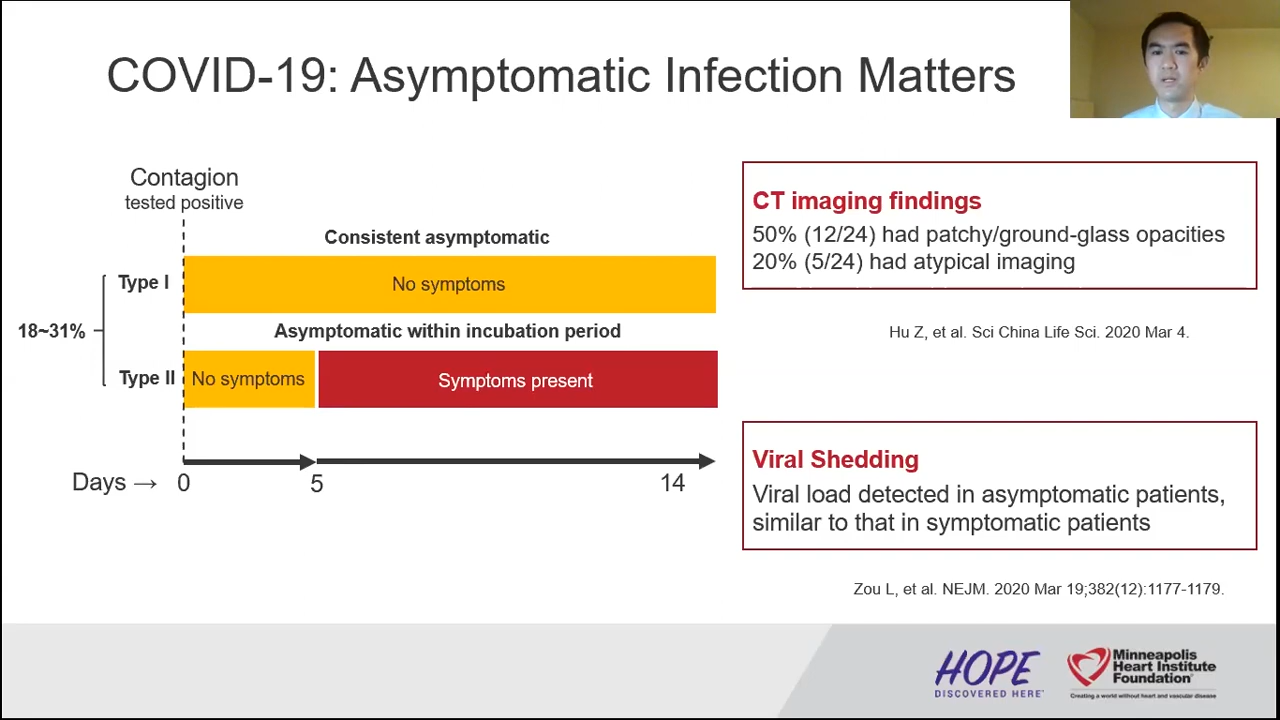 COVID-19: Asymptomatic Infection Matters
Contagion
tested positive
Consistent asymptomatic
Type I
No symptoms
18~31%
Asymptomatic within incubation period
Type II
No symptoms
Symptoms present
Days → 0 5 14
CT imaging findings
50% (12/24) had patchy/ground-glass opacities
20% (5/24) had atypical imaging
Hu Z, et al. Sci China Life Sci. 2020 Mar 4.
Viral Shedding
Viral load detected in asymptomatic patients,
similar to that in symptomatic patients
Zou L, et al. NEJM. 2020 Mar 19;382(12):1177-1179.
HOPE
DISCOVERED HERE™
Minneapolis
Heart Institute
Foundation®
Creating a world without heart and vascular disease